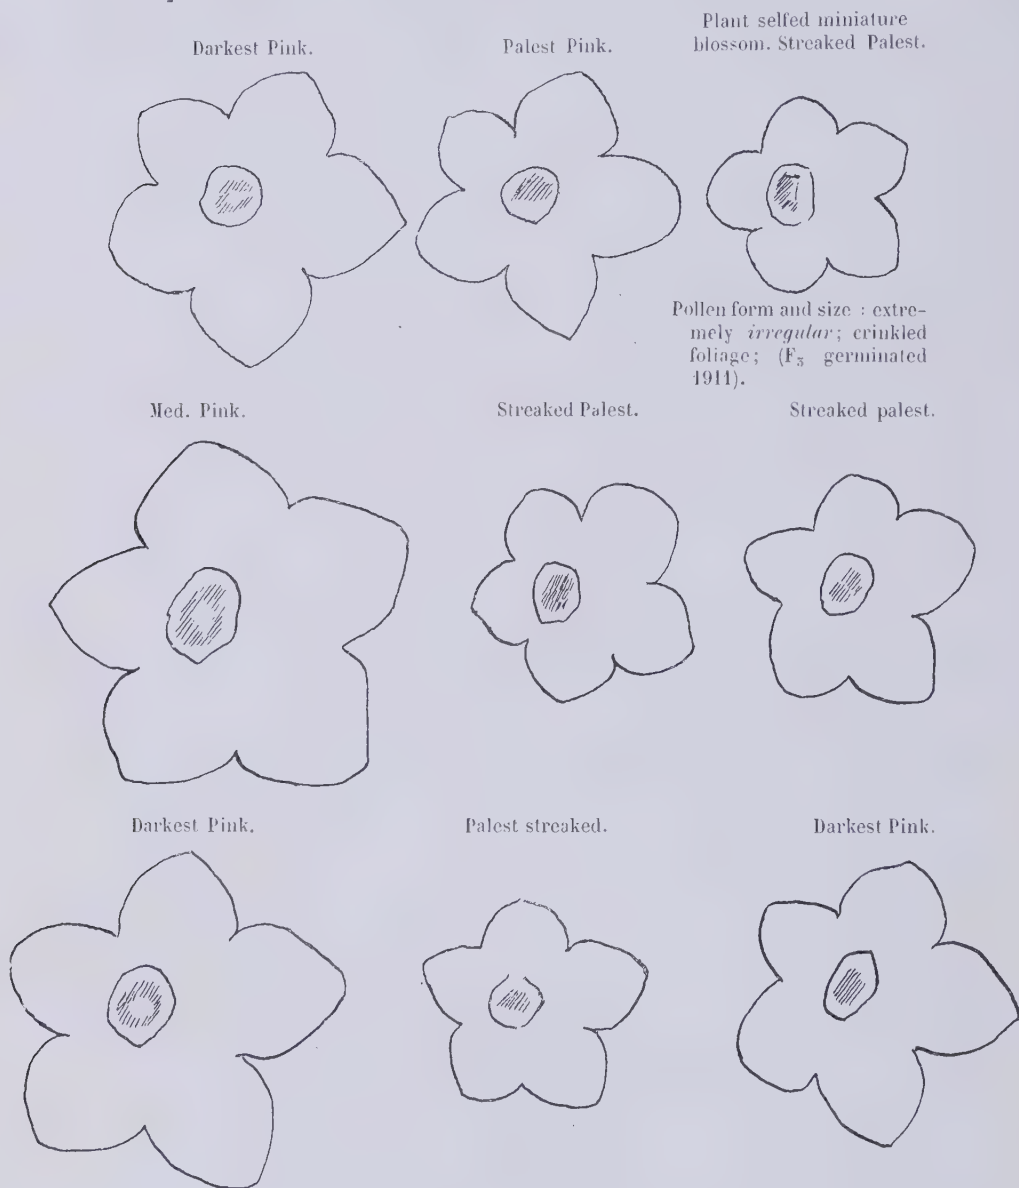 Darkest Pink.
Palest Pink.
Plant selfed miniature
blossom. Streaked Palest.
Pollen form and size : extre-
mely irregular; crinkled
foliage; (F₃ germinated
1911).
Med. Pink.
Streaked Palest.
Streaked palest.
Darkest Pink.
Palest streaked.
Darkest Pink.